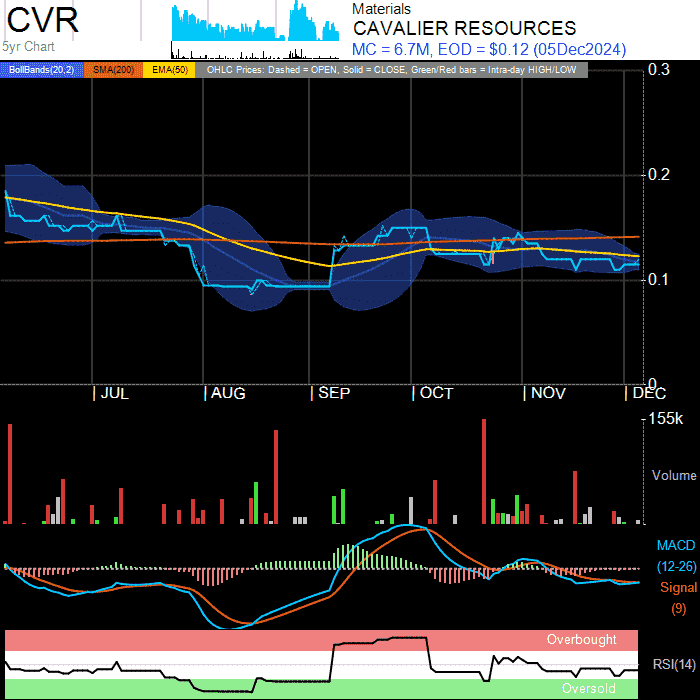 CVR
5yr Chart
Materials
CAVALIER RESOURCES
MC = 6.7M, EOD = $0.12 (05Dec2024)
BollBands(20,2) SMA(200) EMA(50) OHLC Prices: Dashed = OPEN, Solid = CLOSE, Green/Red bars = Intra-day HIGH/LOW
0.3
0.2
0.1
0
| JUL | AUG | SEP | OCT | NOV | DEC
155k
Volume
MACD
(12-26)
Signal
(9)
Overbought
RSI(14)
Oversold